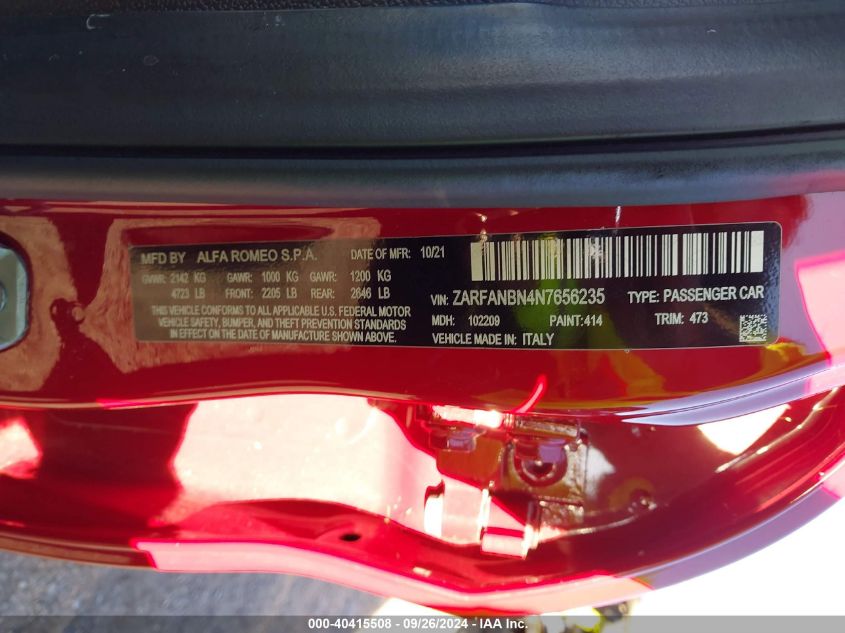 MFD BY ALFA ROMEO S.P.A. DATE OF MFR: 10/21
GVWR: 2142 KG GAWR: 1000 KG GAWR: 1200 KG
4723 LB FRONT: 2205 LB REAR: 2646 LB
THIS VEHICLE CONFORMS TO ALL APPLICABLE U.S. FEDERAL MOTOR
VEHICLE SAFETY, BUMPER, AND THEFT PREVENTION STANDARDS
IN EFFECT ON THE DATE OF MANUFACTURE SHOWN ABOVE.
VIN: ZARFANBN4N7656235 TYPE: PASSENGER CAR
MDH: 102209 PAINT: 414 TRIM: 473
VEHICLE MADE IN: ITALY
000-40415508 - 09/26/2024 - IAA Inc.